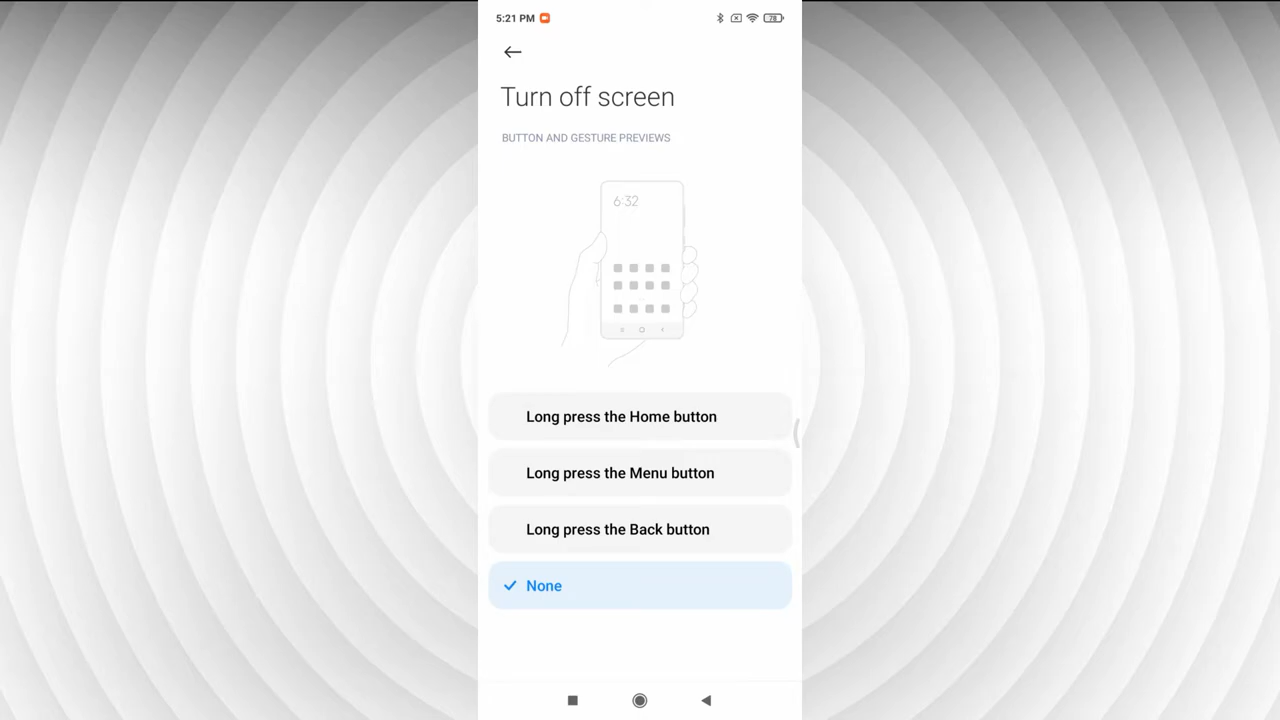 5:21 PM
78
Turn off screen
BUTTON AND GESTURE PREVIEWS
6:32
Long press the Home button
Long press the Menu button
Long press the Back button
None